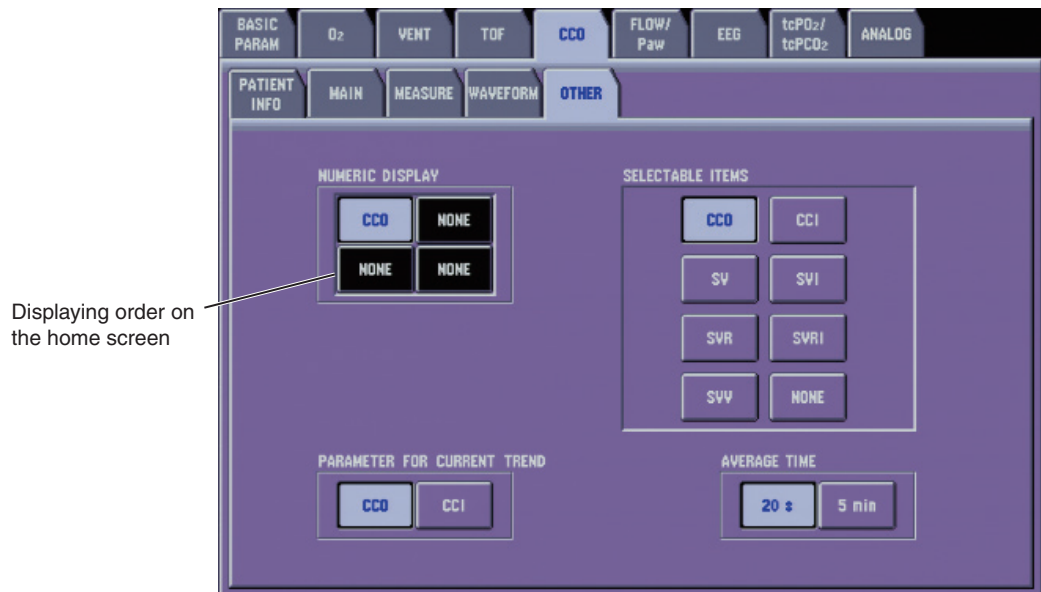 BASIC PARAM O2 VENT TOF CCO FLOW/ Paw EEG tcPO2/ tcPCO2 ANALOG
PATIENT INFO MAIN MEASURE WAVEFORM OTHER
NUMERIC DISPLAY
CCO NONE
NONE NONE
Displaying order on
the home screen
SELECTABLE ITEMS
CCO CCI
SV SVI
SVR SVRI
SVV NONE
PARAMETER FOR CURRENT TREND
CCO CCI
AVERAGE TIME
20 s 5 min